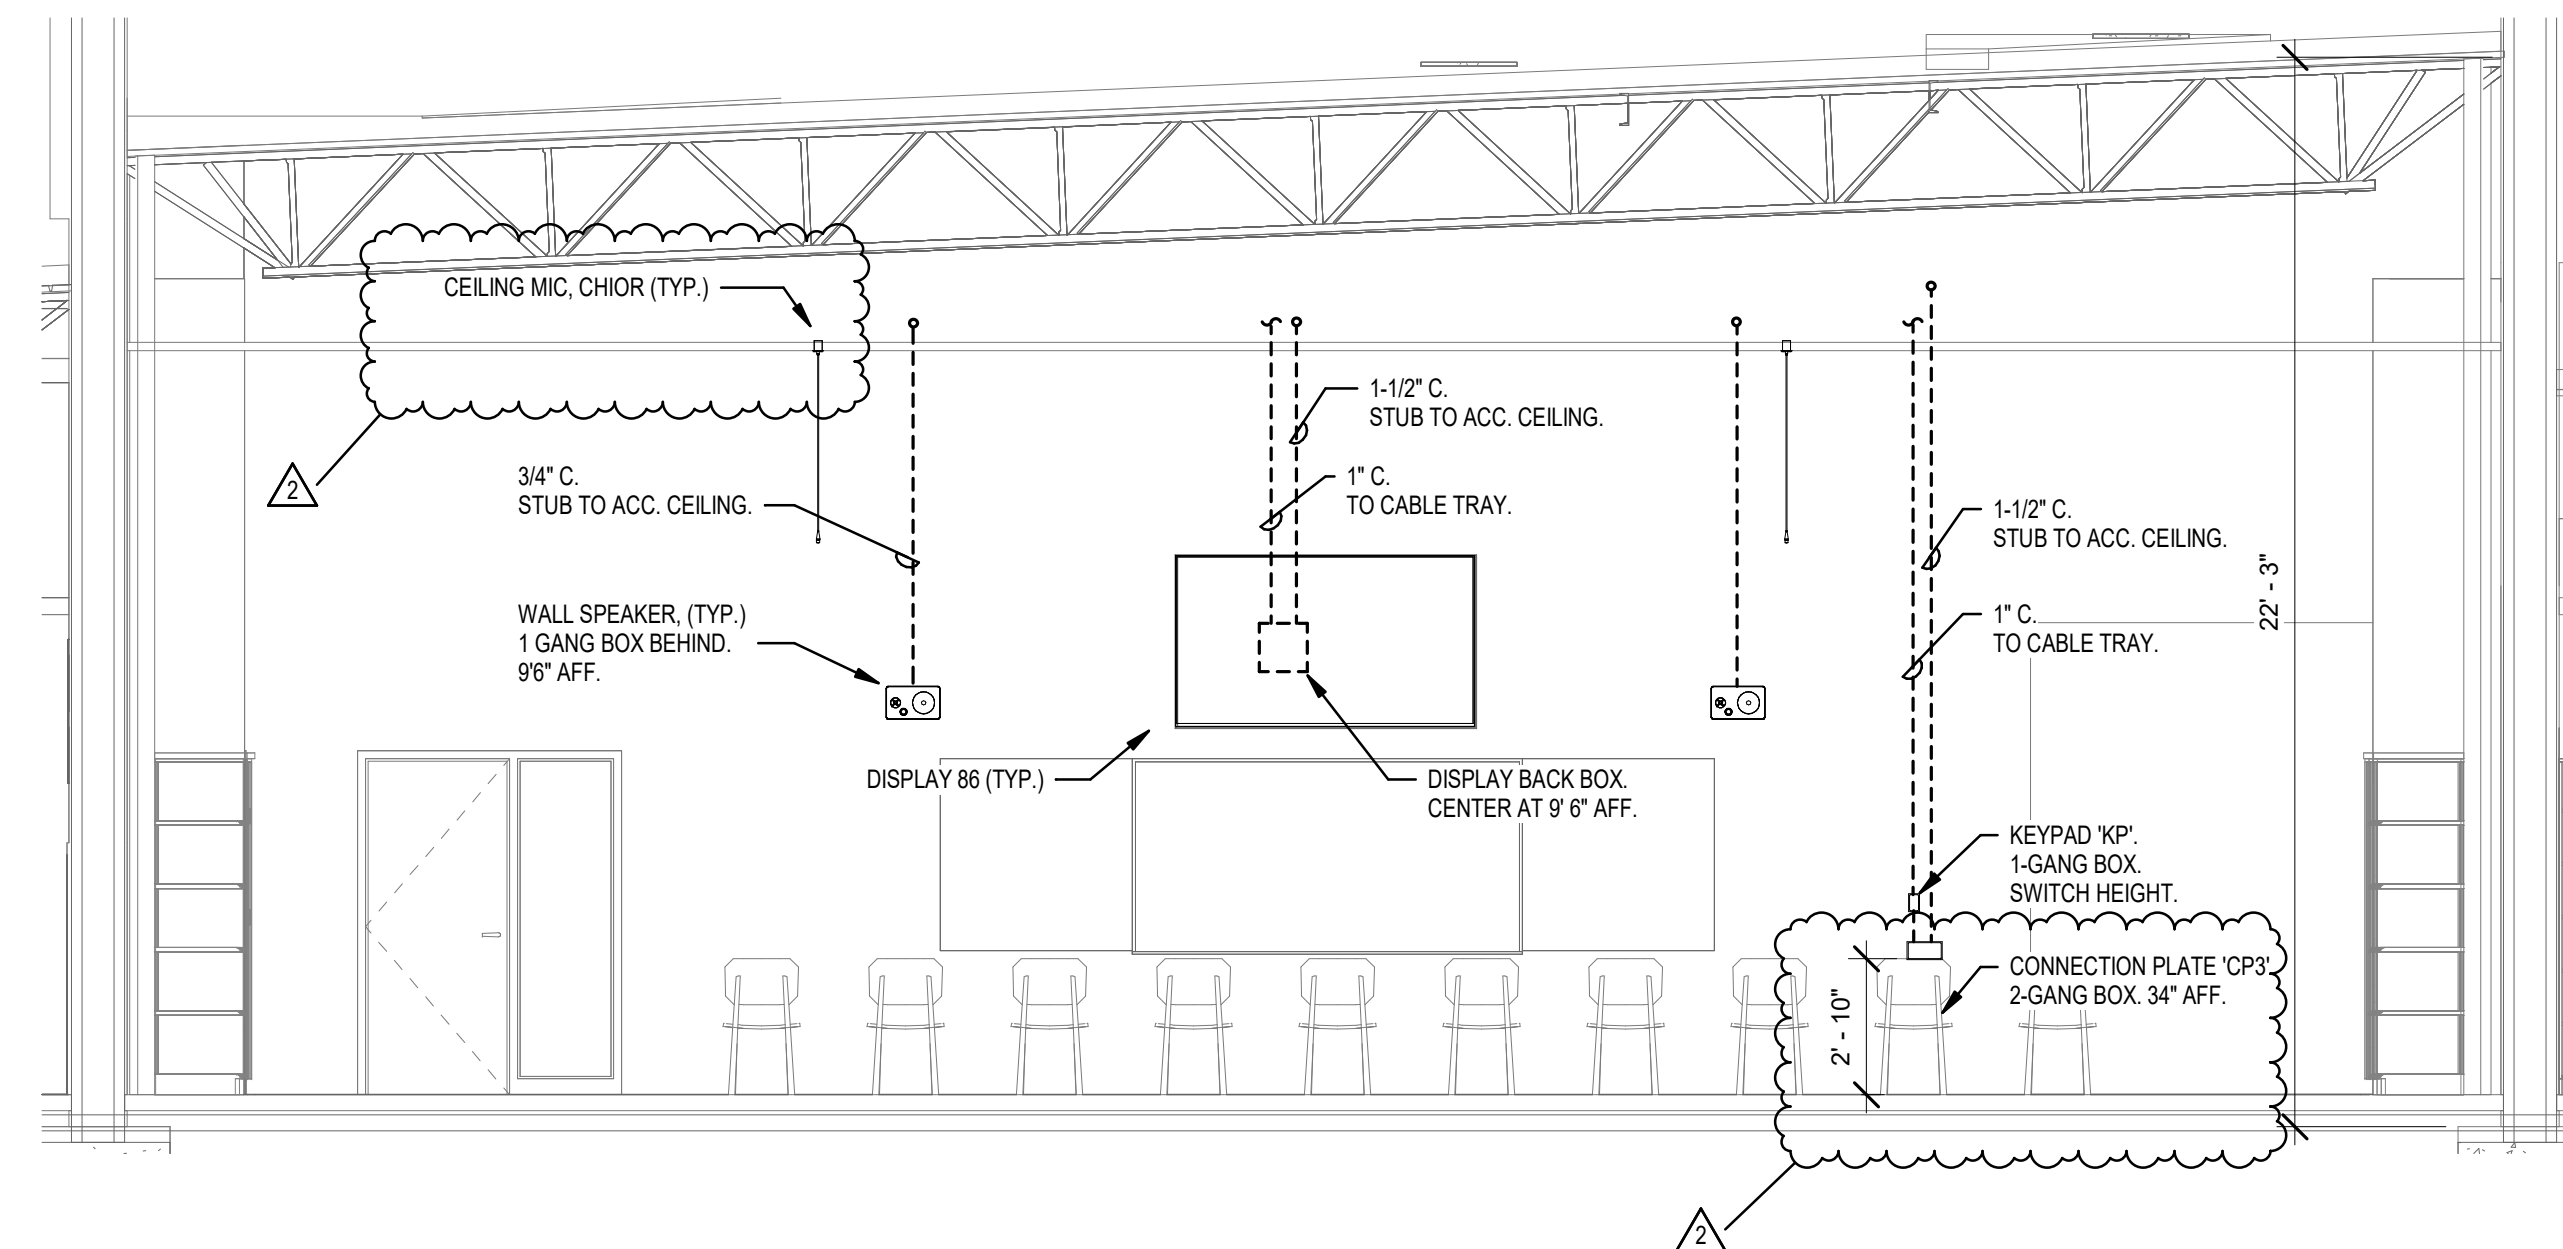 CEILING MIC, CHIOR (TYP.)
2
3/4" C.
STUB TO ACC. CEILING.
WALL SPEAKER, (TYP.)
1 GANG BOX BEHIND.
9'6" AFF.
1-1/2" C.
STUB TO ACC. CEILING.
1" C.
TO CABLE TRAY.
DISPLAY 86 (TYP.)
DISPLAY BACK BOX.
CENTER AT 9' 6" AFF.
1-1/2" C.
STUB TO ACC. CEILING.
1" C.
TO CABLE TRAY.
22' - 3"
KEYPAD 'KP'.
1-GANG BOX.
SWITCH HEIGHT.
CONNECTION PLATE 'CP3'
2-GANG BOX. 34" AFF.
2' - 10"
2